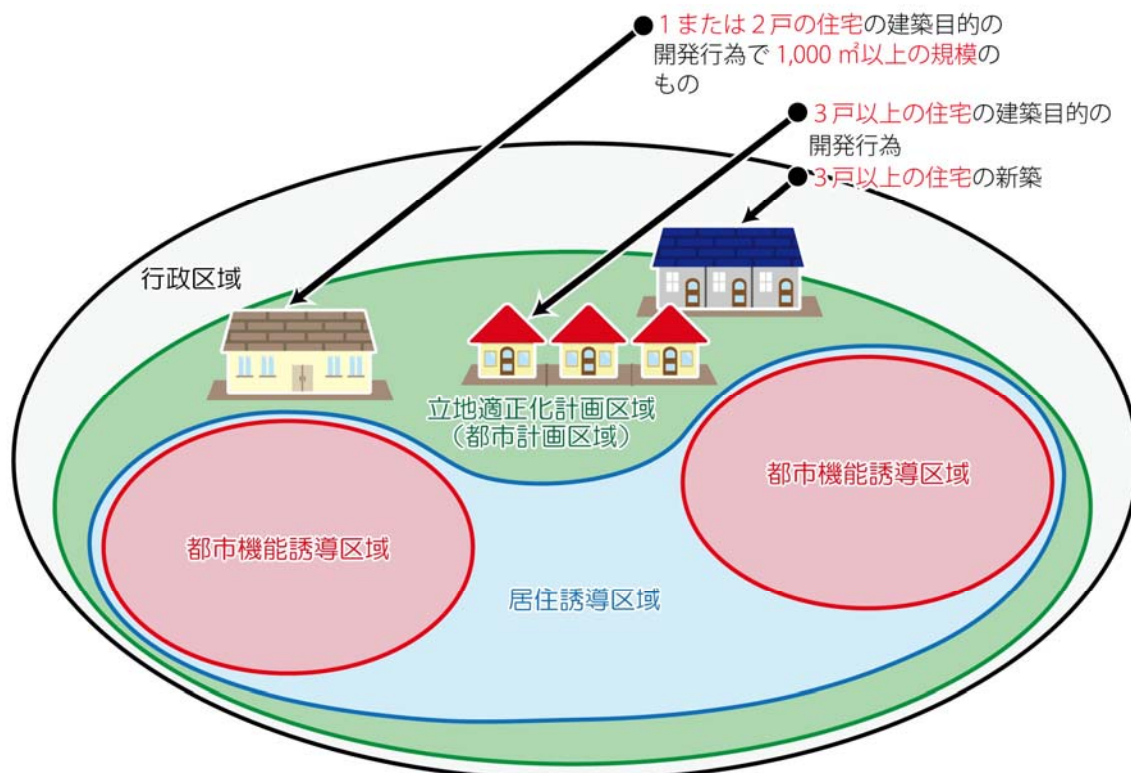 １または２戸の住宅の建築目的の
開発行為で 1,000 ㎡以上の規模の
もの
３戸以上の住宅の建築目的の
開発行為
３戸以上の住宅の新築
行政区域
立地適正化計画区域
（都市計画区域）
都市機能誘導区域
都市機能誘導区域
居住誘導区域